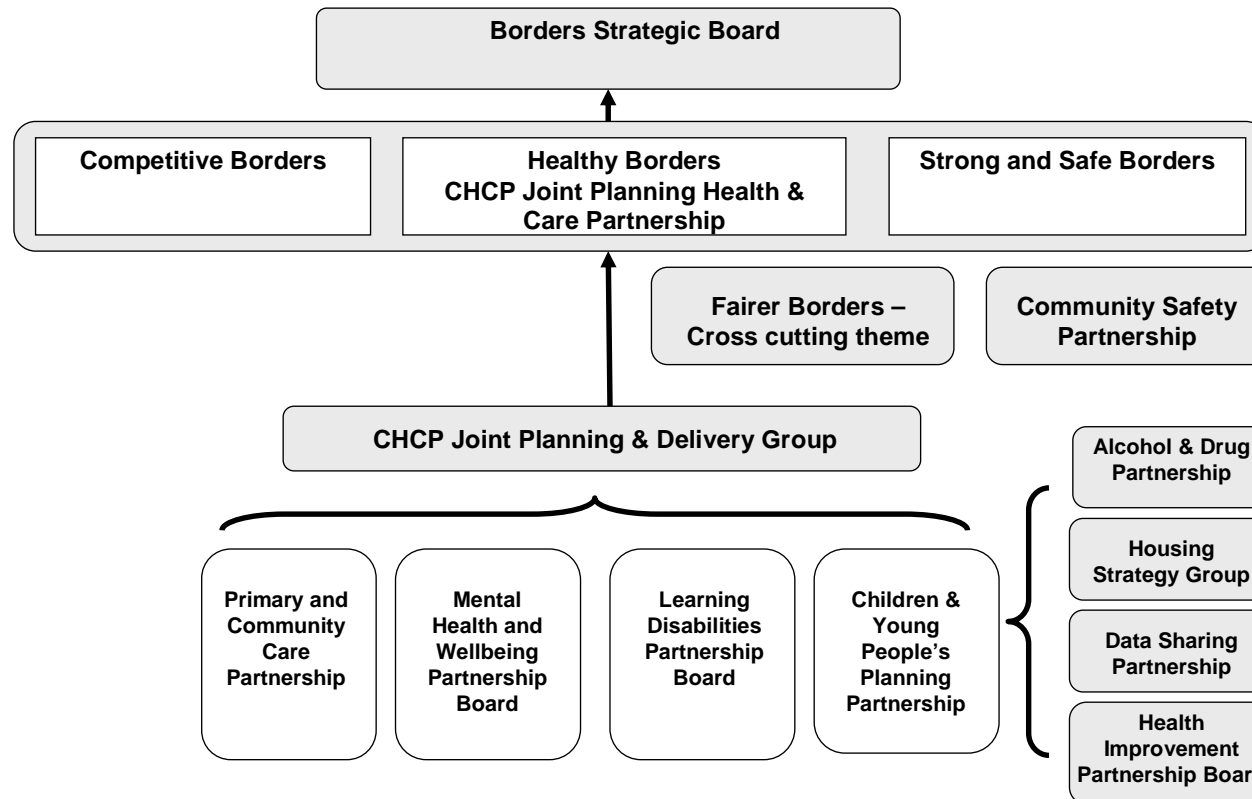 Borders Strategic Board
Competitive Borders
Healthy Borders
CHCP Joint Planning Health &
Care Partnership
Strong and Safe Borders
Fairer Borders –
Cross cutting theme
Community Safety
Partnership
CHCP Joint Planning & Delivery Group
Primary and
Community
Care
Partnership
Mental
Health and
Wellbeing
Partnership
Board
Learning
Disabilities
Partnership
Board
Children &
Young
People’s
Planning
Partnership
Alcohol & Drug
Partnership
Housing
Strategy Group
Data Sharing
Partnership
Health
Improvement
Partnership Boar